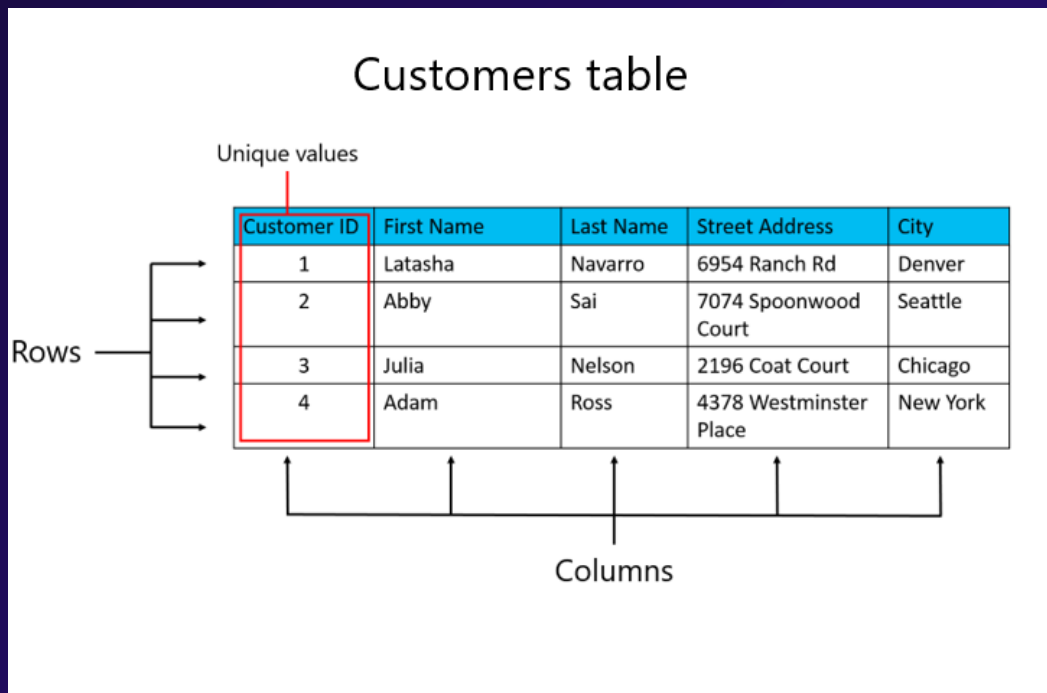 Customers table
Unique values
Customer ID First Name Last Name Street Address City
1 Latasha Navarro 6954 Ranch Rd Denver
2 Abby Sai 7074 Spoonwood Seattle
Court
Rows
3 Julia Nelson 2196 Coat Court Chicago
4 Adam Ross 4378 Westminster New York
Place
Columns